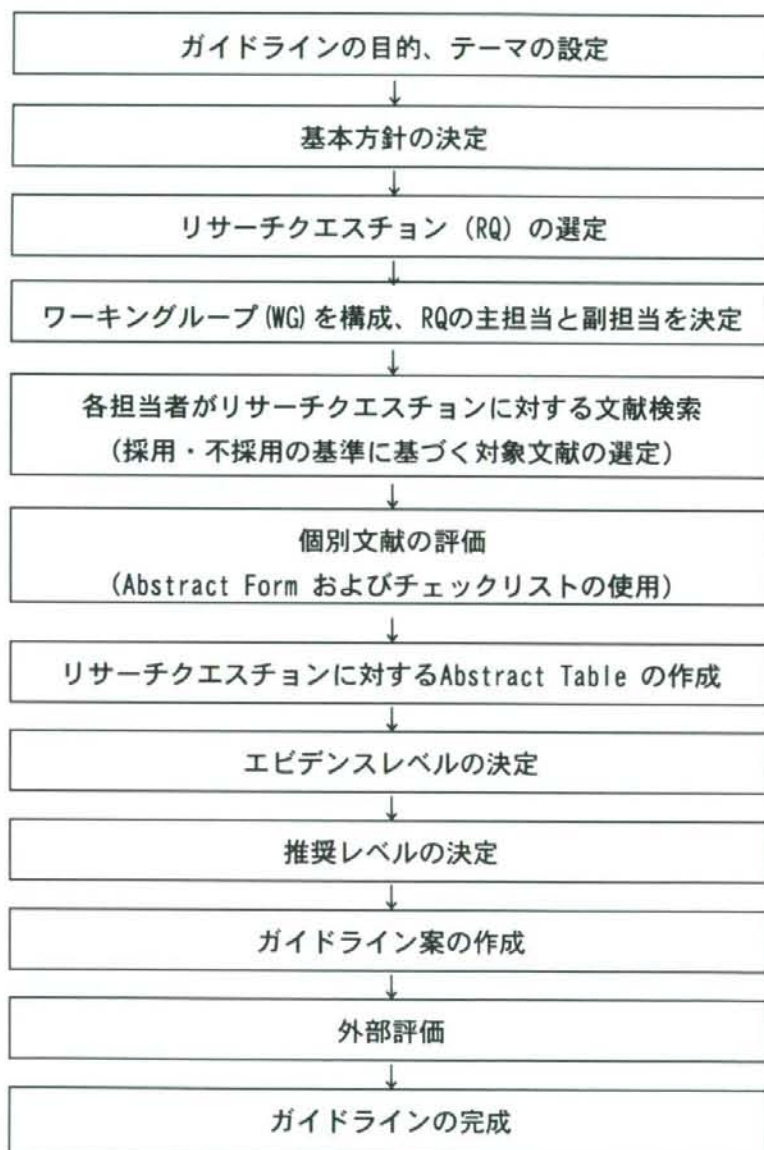 ガイドラインの目的、テーマの設定
↓
基本方針の決定
↓
リサーチクエスチョン (RQ) の選定
↓
ワーキングループ(WG)を構成、RQの主担当と副担当を決定
↓
各担当者がリサーチクエスチョンに対する文献検索
(採用・不採用の基準に基づく対象文献の選定)
↓
個別文献の評価
(Abstract Form およびチェックリストの使用)
↓
リサーチクエスチョンに対するAbstract Table の作成
↓
エビデンスレベルの決定
↓
推奨レベルの決定
↓
ガイドライン案の作成
↓
外部評価
↓
ガイドラインの完成